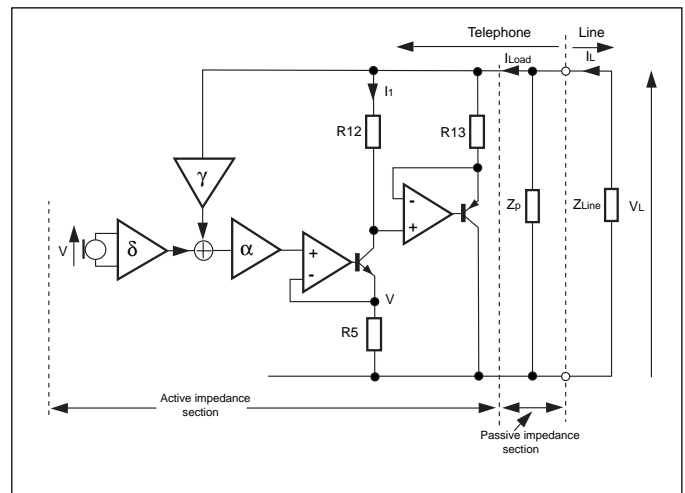 Telephone Line
ILoad IL
I1
R12 R13
γ
- +
ZP ZLine VL
V δ + α + -
V
R5
Active impedance
section
Passive impedance
section